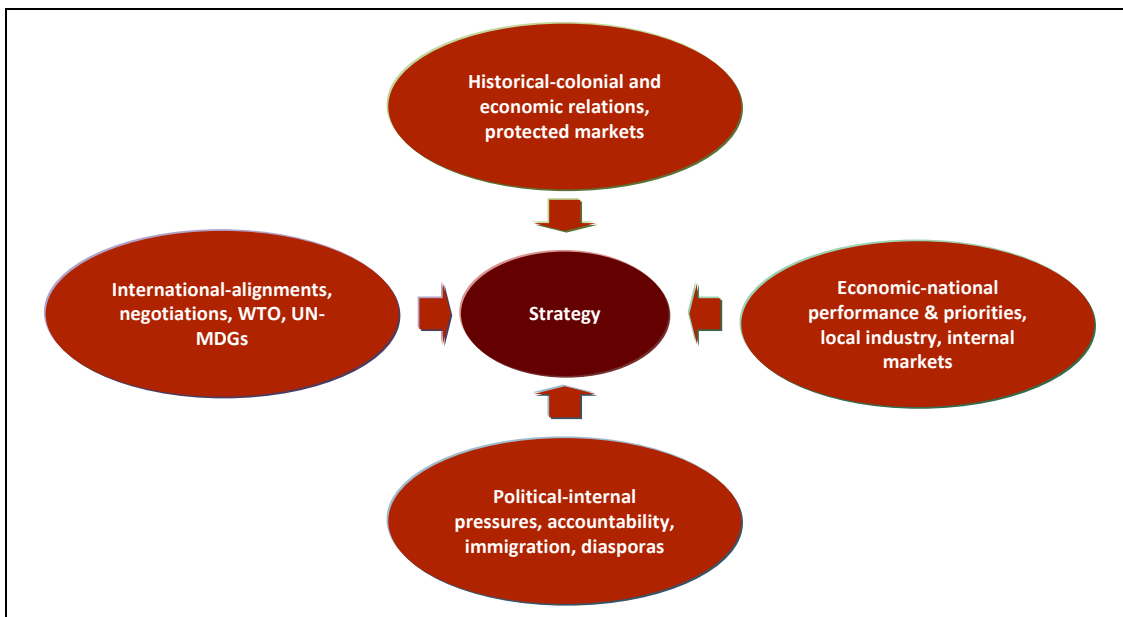 Historical-colonial and
economic relations,
protected markets
International-alignments,
negotiations, WTO, UN-
MDGs
Strategy
Economic-national
performance & priorities,
local industry, internal
markets
Political-internal
pressures, accountability,
immigration, diasporas